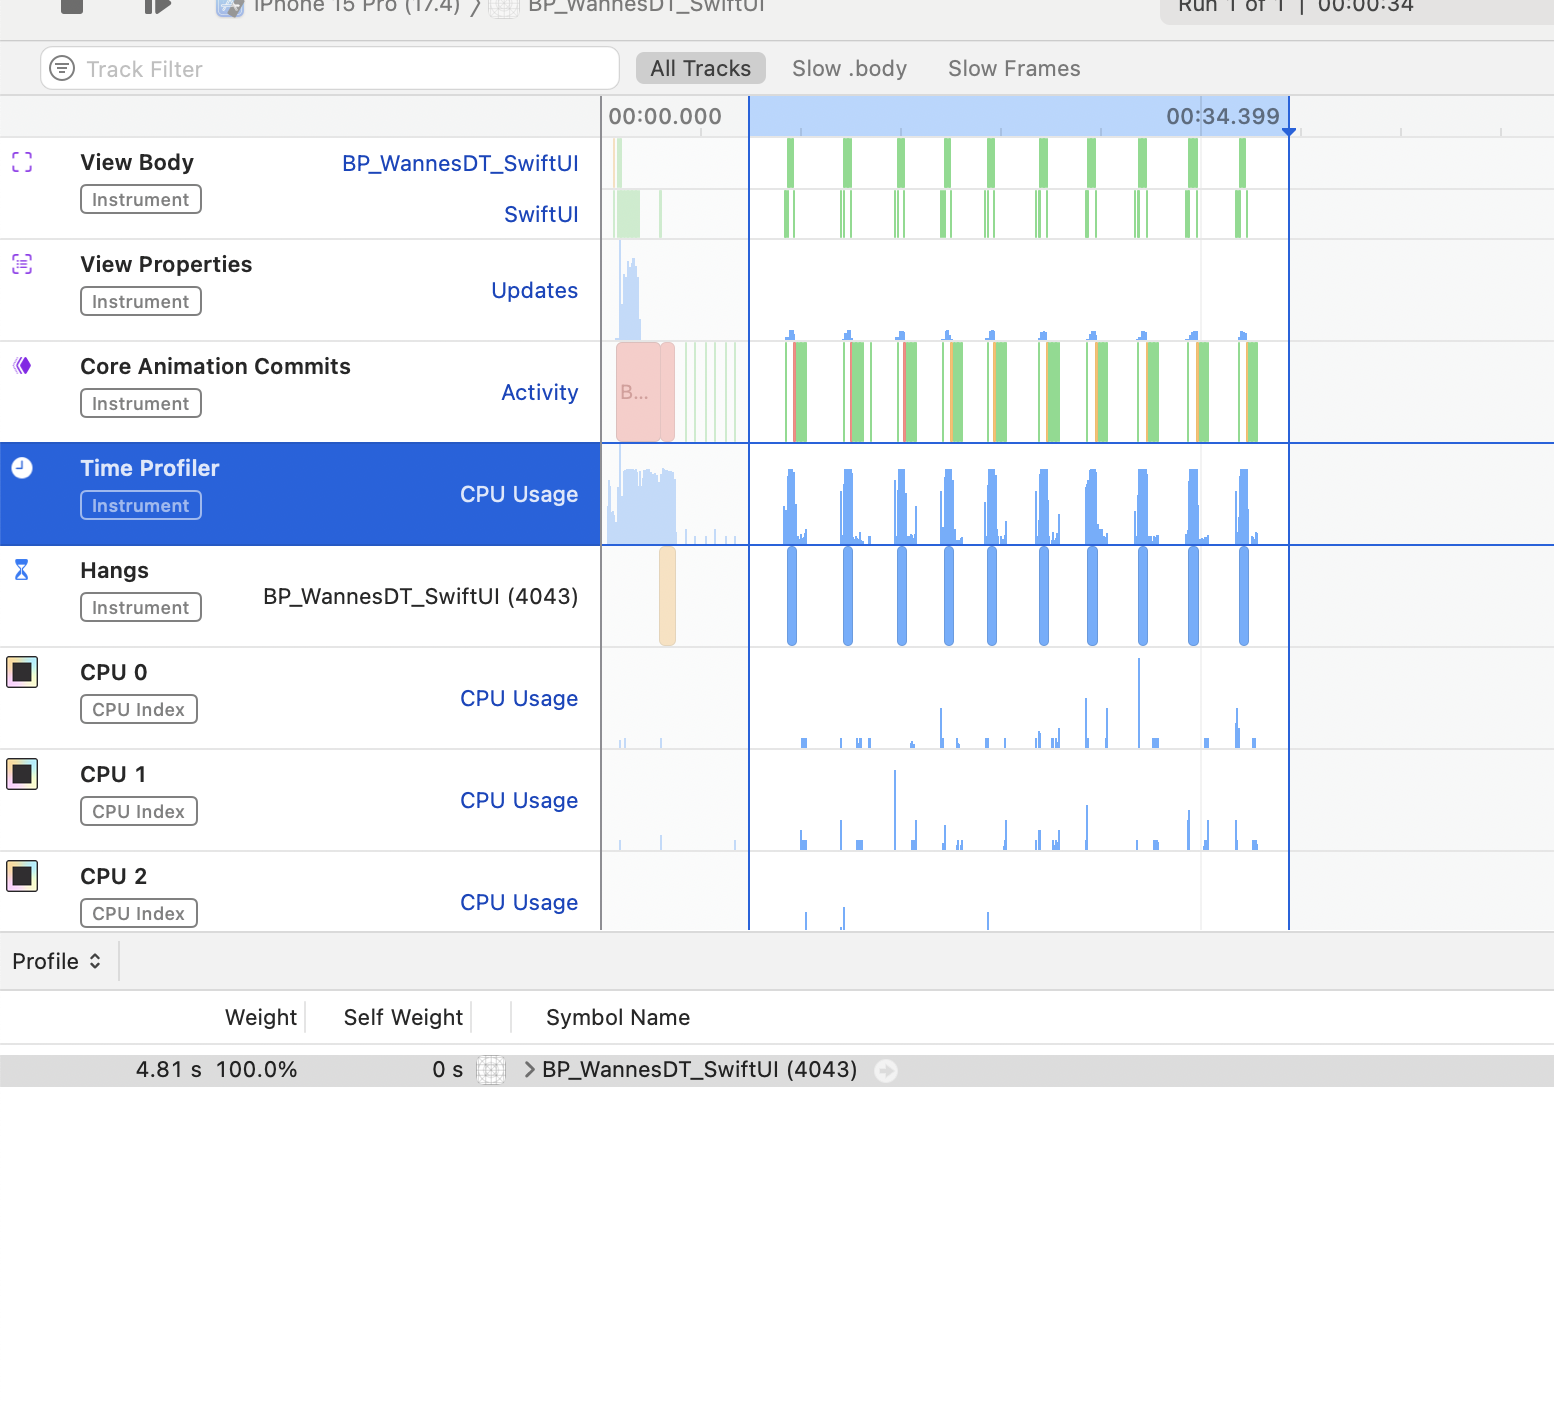 iPhone 15 Pro (17.4) 〉 BP_WannesDT_SwiftUI
Run 1 of 1 | 00:00:34
Track Filter
All Tracks
Slow .body
Slow Frames
00:00.000
00:34.399
View Body
BP_WannesDT_SwiftUI
Instrument
SwiftUI
View Properties
Instrument
Updates
Core Animation Commits
Instrument
Activity
B...
Time Profiler
Instrument
CPU Usage
Hangs
Instrument
BP_WannesDT_SwiftUI (4043)
CPU 0
CPU Index
CPU Usage
CPU 1
CPU Index
CPU Usage
CPU 2
CPU Index
CPU Usage
Profile
Weight Self Weight Symbol Name
4.81 s 100.0% 0 s BP_WannesDT_SwiftUI (4043)